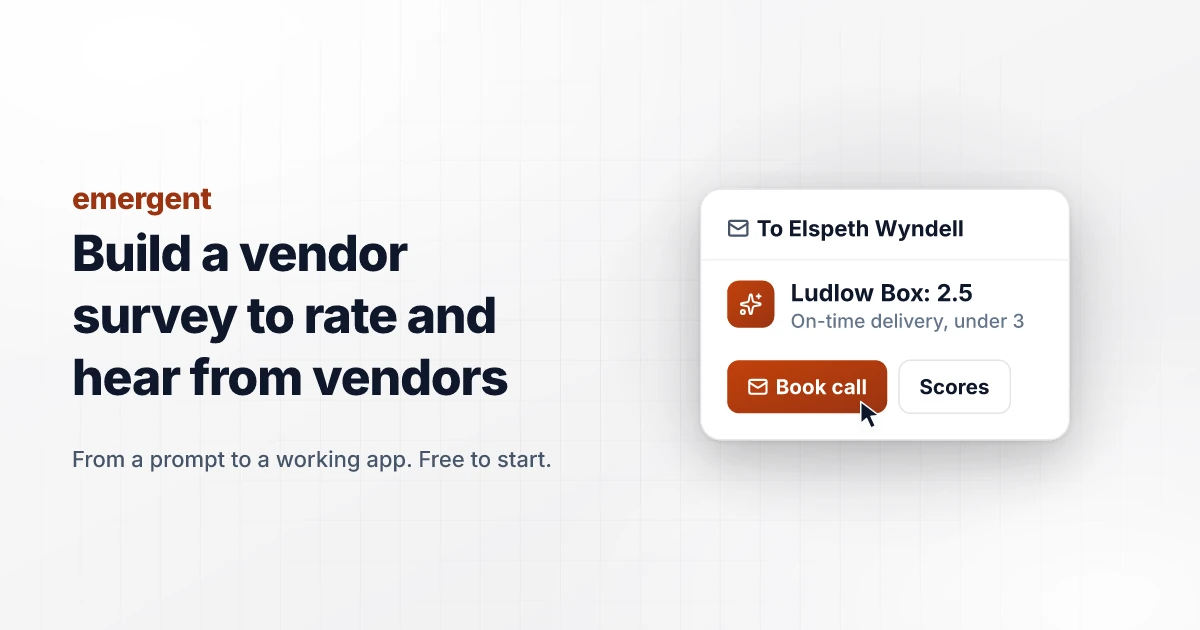 emergent
Build a vendor
survey to rate and
hear from vendors
From a prompt to a working app. Free to start.
To Elspeth Wyndell
Ludlow Box: 2.5
On-time delivery, under 3
Book call
Scores